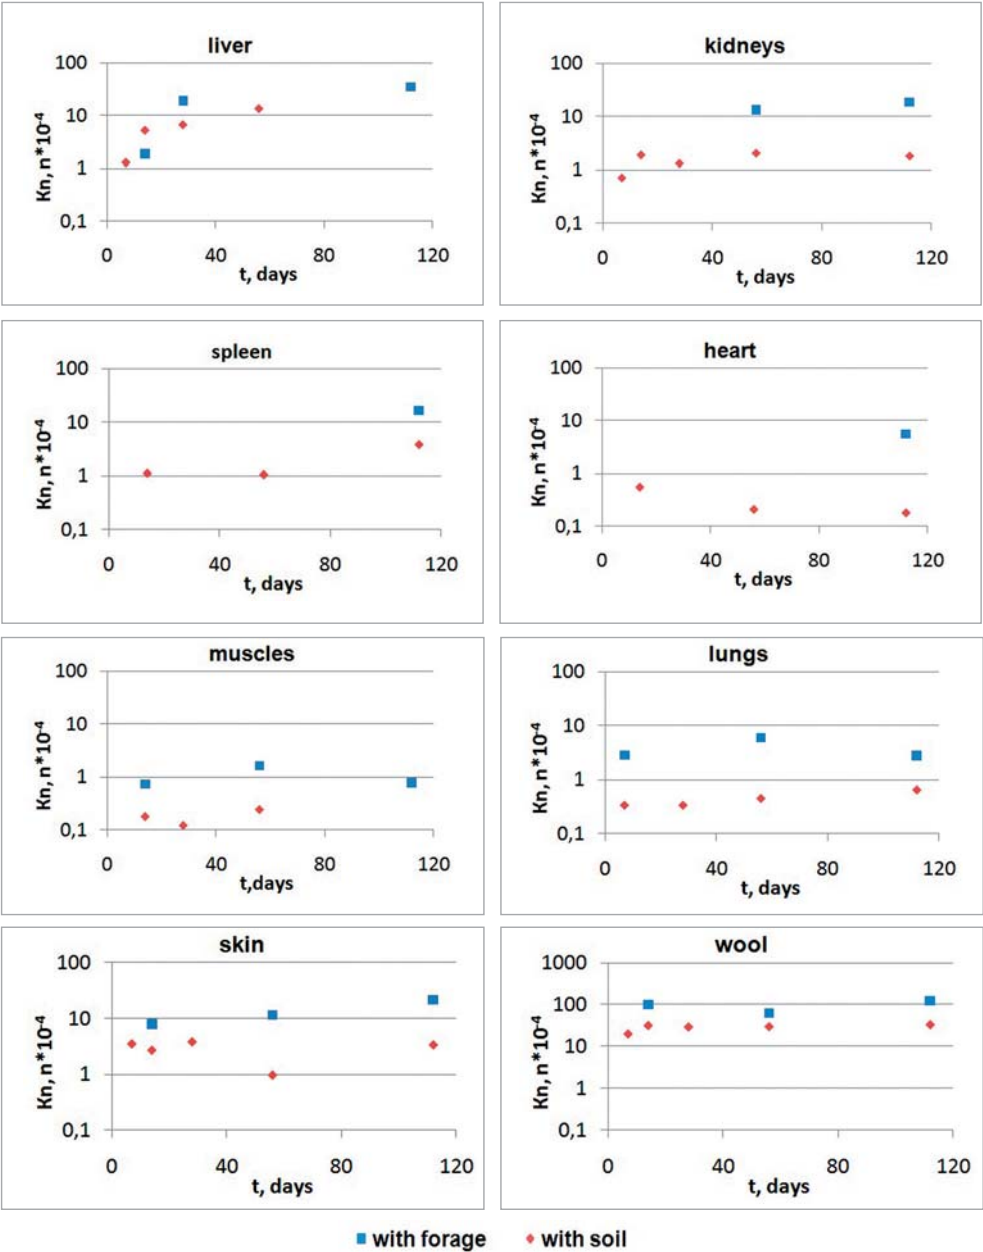 liver
100
10
1
0,1
Kn, n*10-4
0 40 80 120
t, days
kidneys
100
10
1
0,1
Kn, n*10-4
0 40 80 120
t, days
spleen
100
10
1
0,1
Kn, n*10-4
0 40 80 120
t, days
heart
100
10
1
0,1
Kn, n*10-4
0 40 80 120
t, days
muscles
100
10
1
0,1
Kn, n*10-4
0 40 80 120
t,days
lungs
100
10
1
0,1
Kn, n*10-4
0 40 80 120
t, days
skin
100
10
1
0,1
Kn, n*10-4
0 40 80 120
t, days
wool
1000
100
10
1
0,1
Kn, n*10-4
0 40 80 120
t, days
with forage with soil